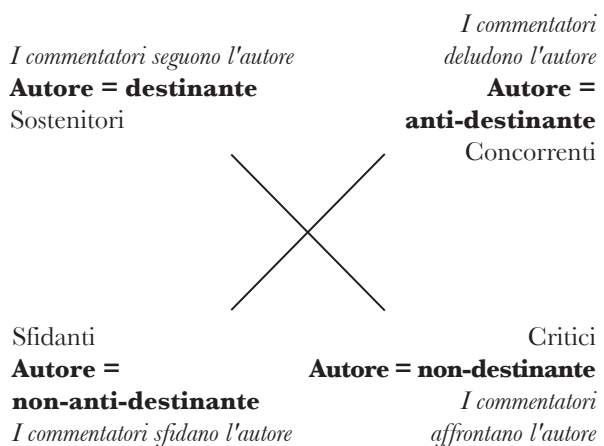 I commentatori seguono l'autore
Autore = destinante
Sostenitori
I commentatori
deludono l'autore
Autore =
anti-destinante
Concorrenti
Sfidanti
Autore =
non-anti-destinante
I commentatori sfidano l'autore
Critici
Autore = non-destinante
I commentatori
affrontano l'autore